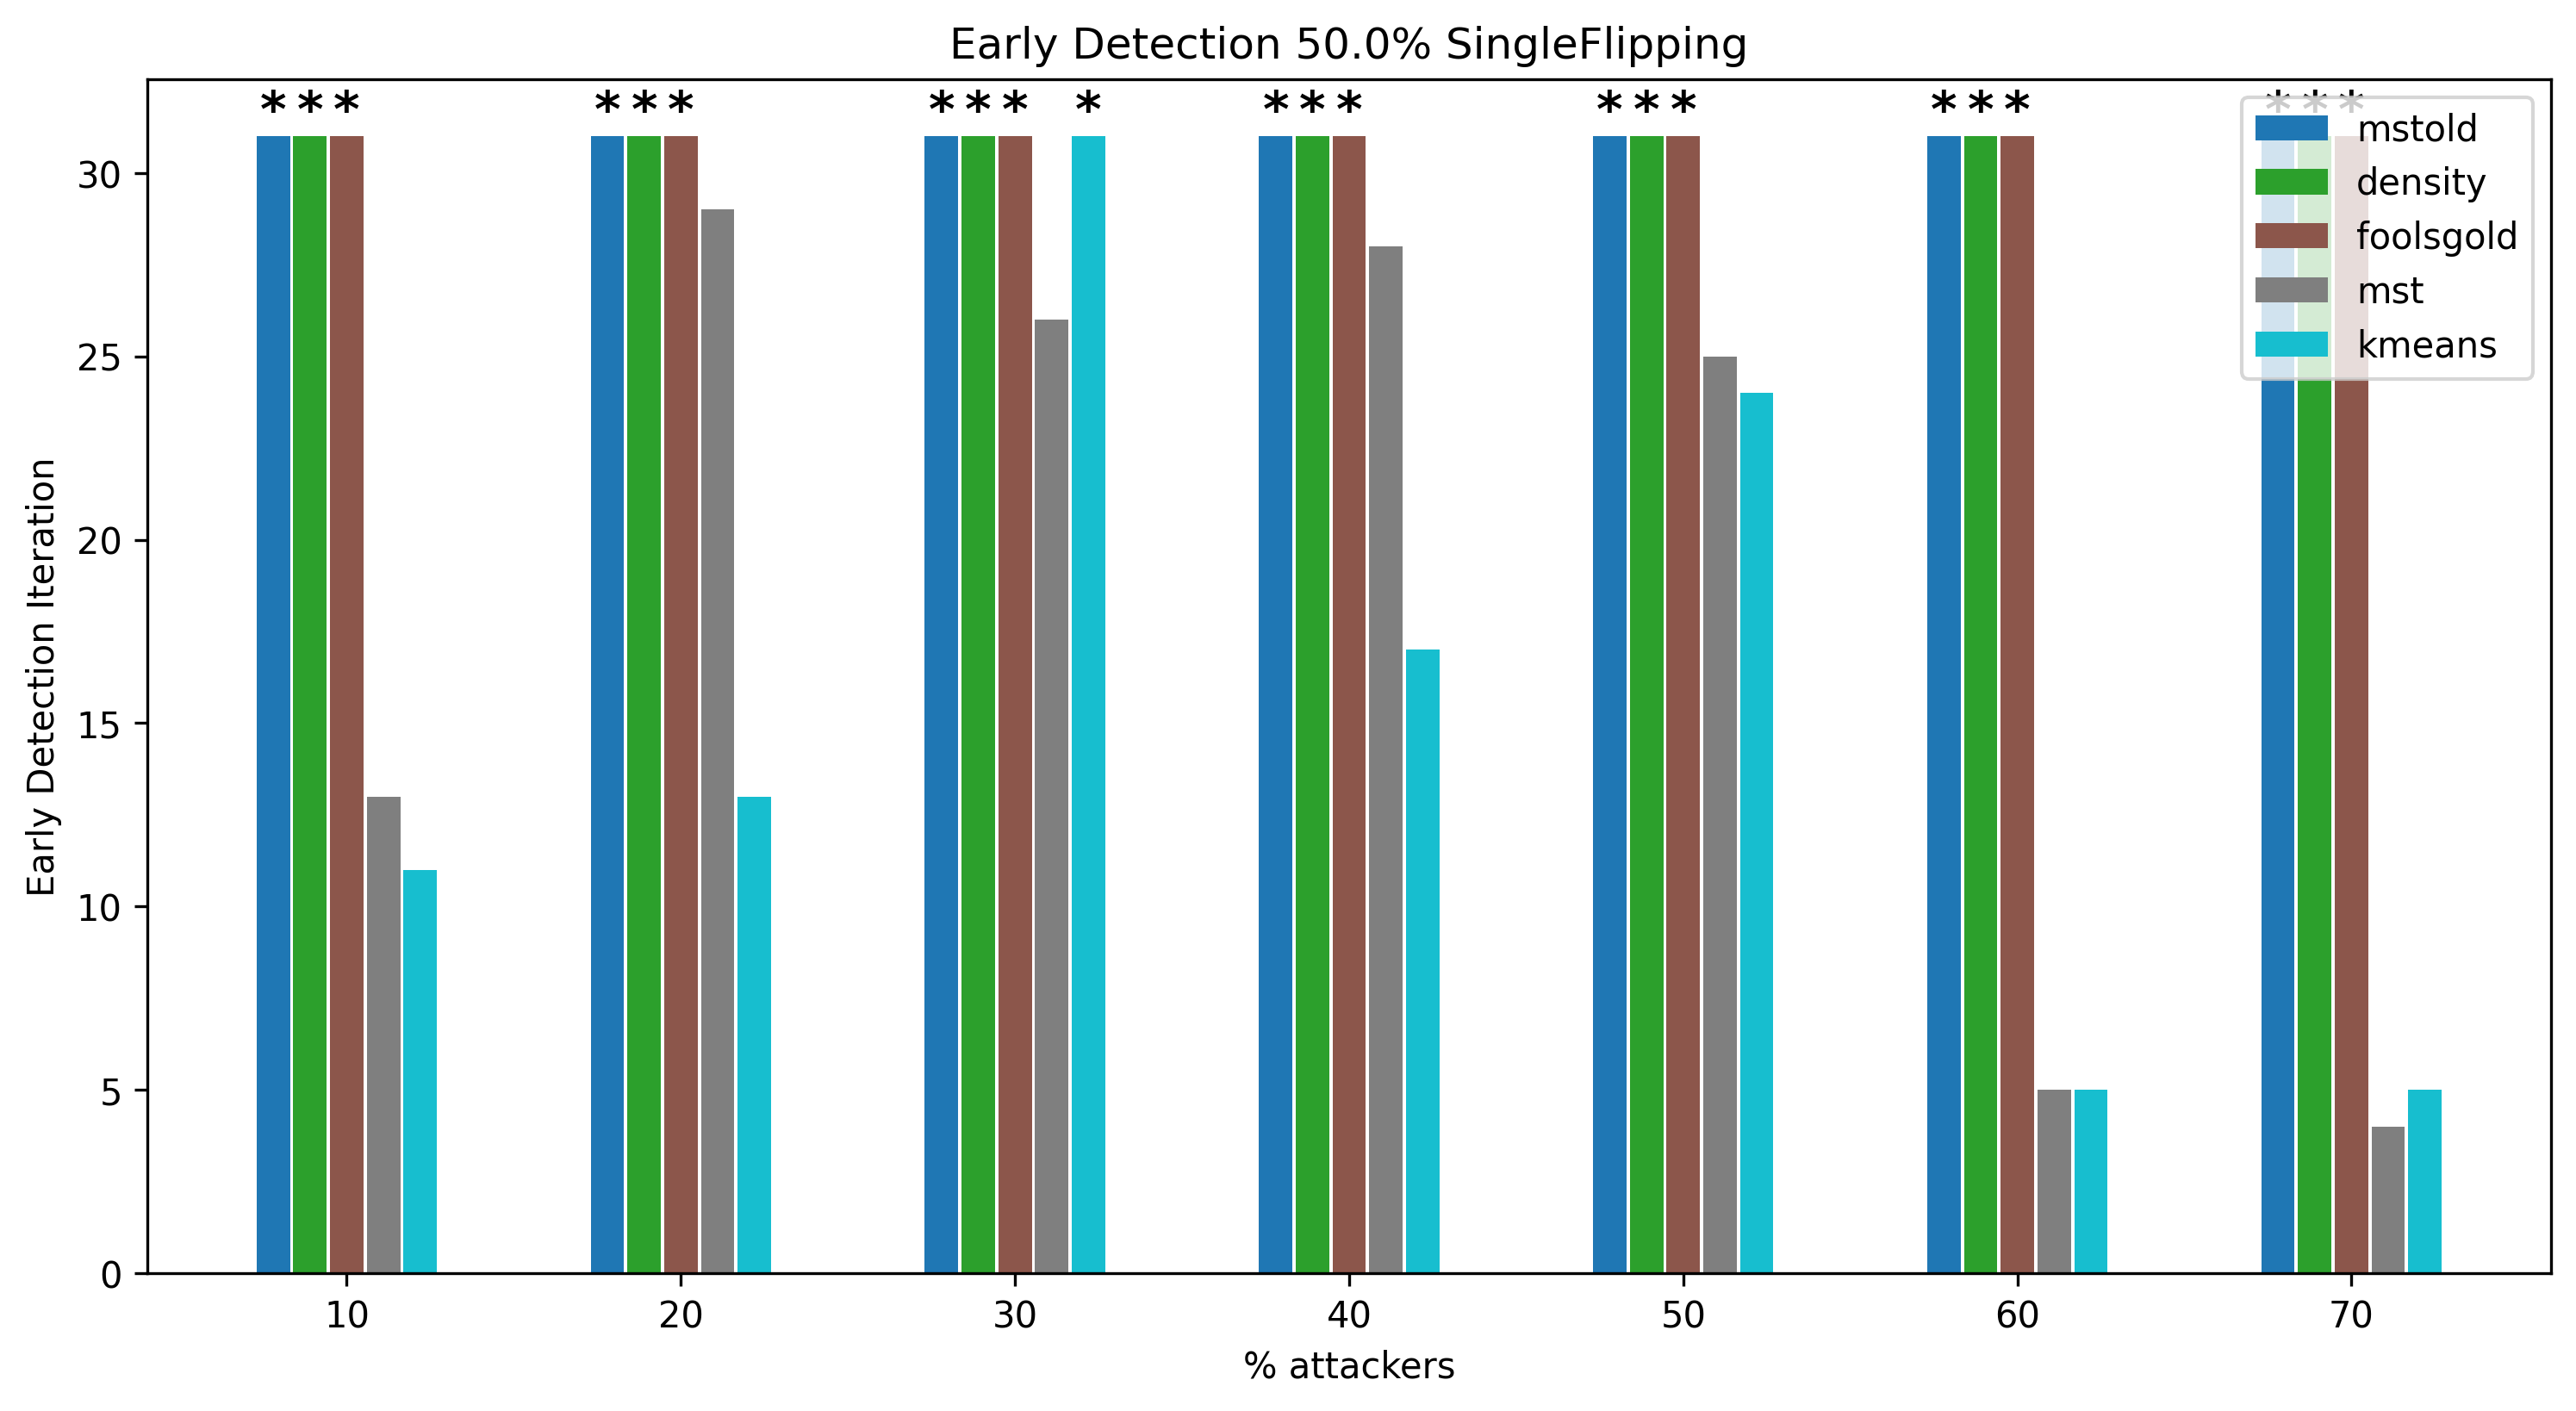 Early Detection 50.0% SingleFlipping
* * * * * * * * * * * * * * * * * * * * * *
mstold
density
foolsgold
mst
kmeans
Early Detection Iteration
30
25
20
15
10
5
0
10 20 30 40 50 60 70
% attackers